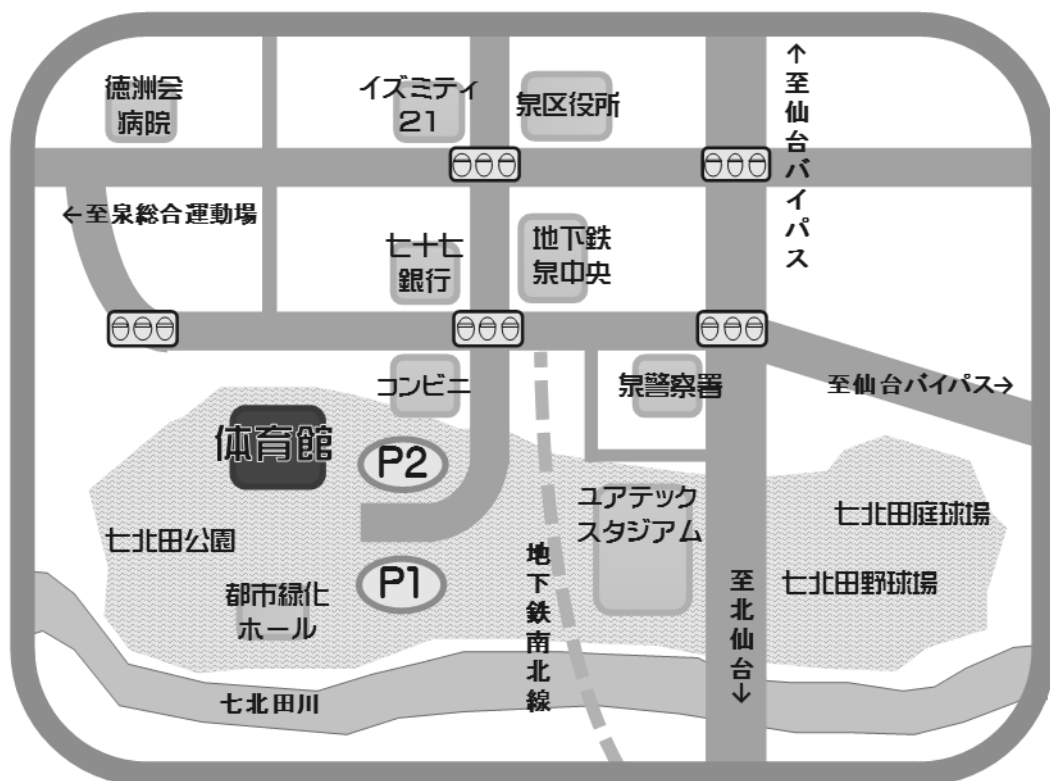 徳洲会
病院
イズミティ
21
泉区役所
↑至仙台バイパス
←至泉総合運動場
七十七
銀行
地下鉄
泉中央
コンビニ
泉警察署
至仙台バイパス→
体育館
P2
ユアテック
スタジアム
七北田庭球場
七北田公園
P1
地下鉄南北線
至北仙台↓
七北田野球場
都市緑化
ホール
七北田川